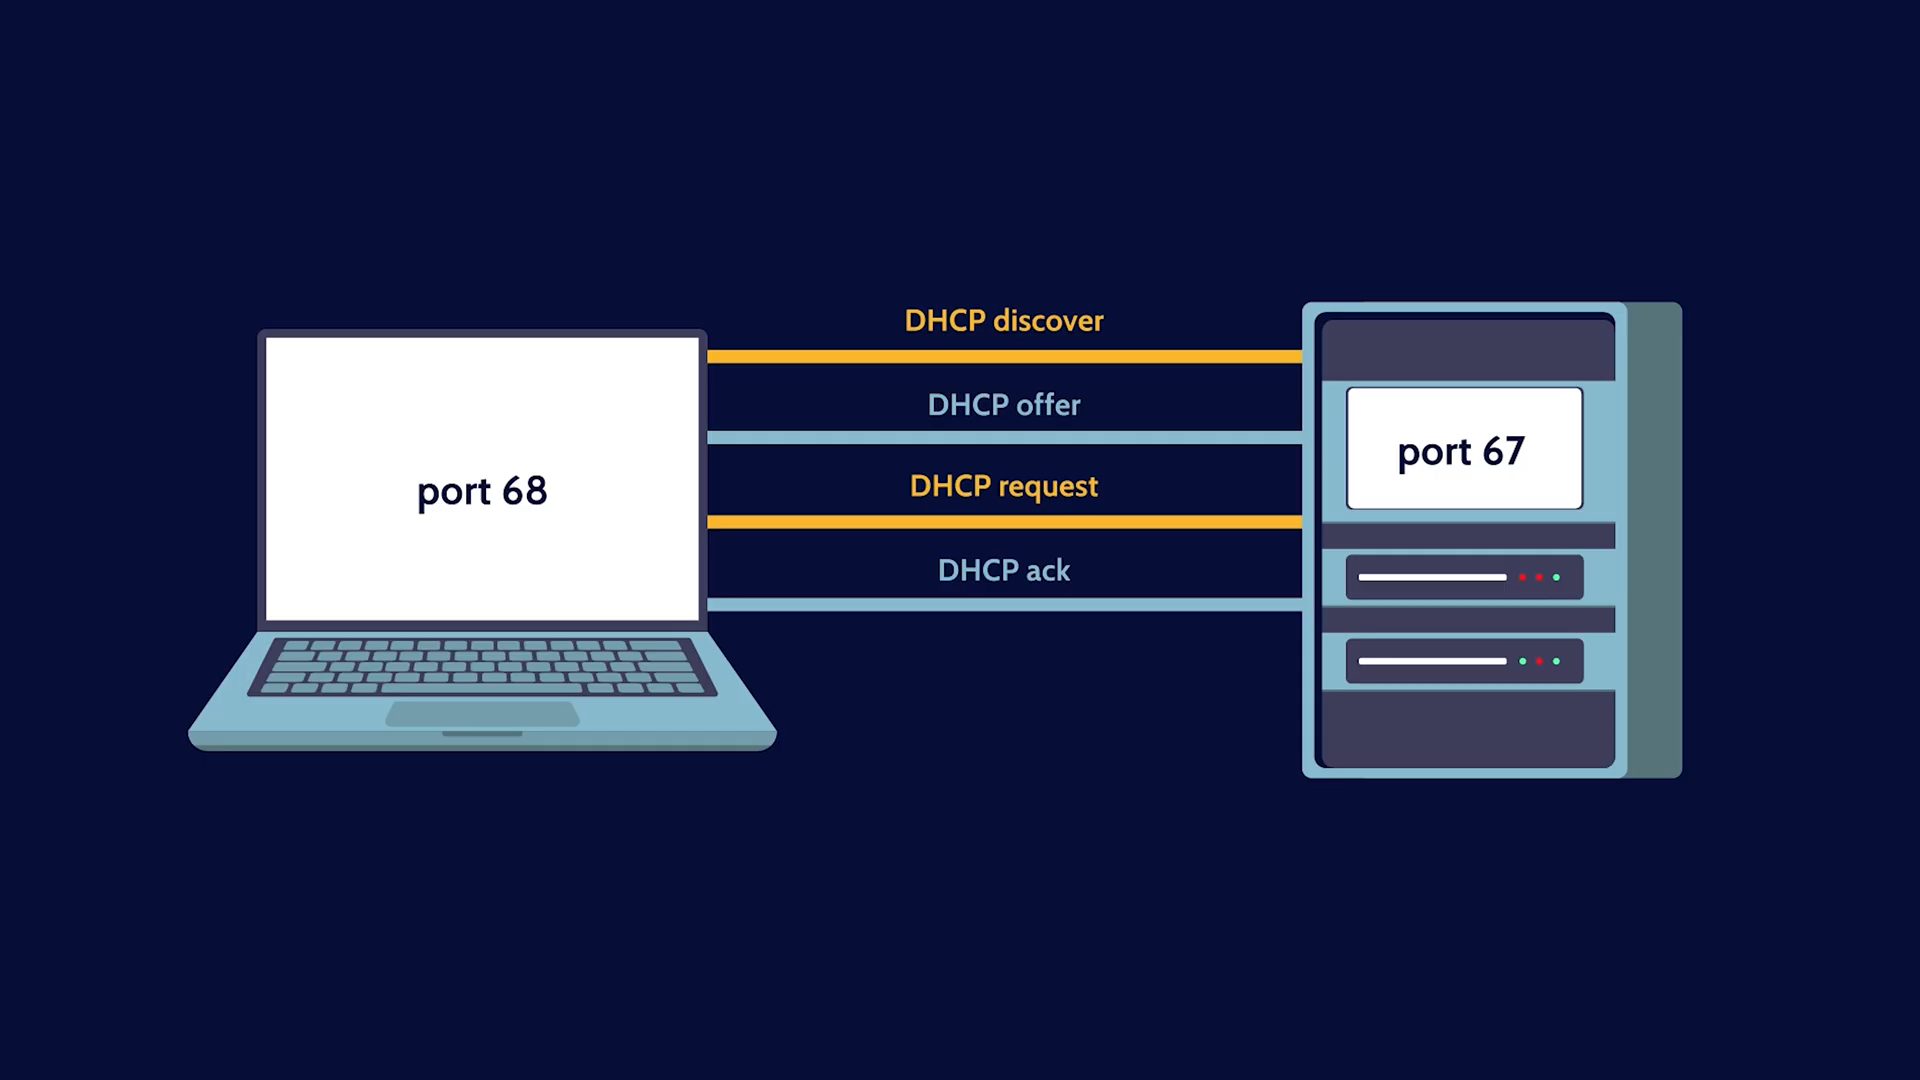 DHCP discover
DHCP offer
DHCP request
DHCP ack
port 68
port 67